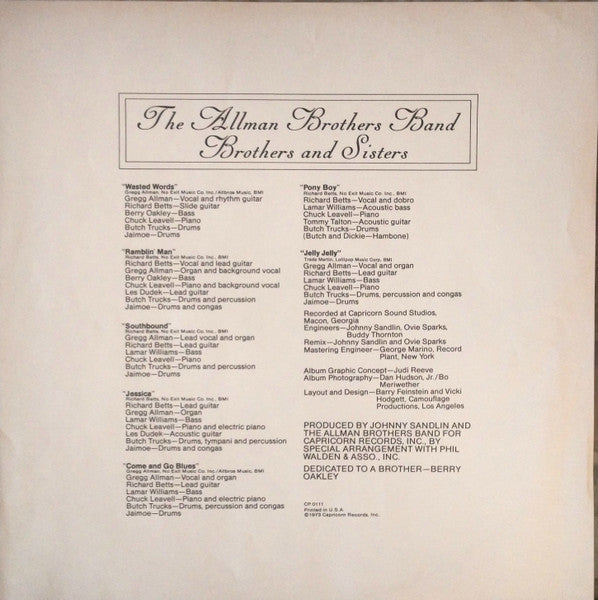 The Allman Brothers Band
Brothers and Sisters
"Wasted Words"
Gregg Allman, No Exit Music Co. Inc./Allbros Music, BMI
Gregg Allman—Vocal and rhythm guitar
Richard Betts—Slide guitar
Berry Oakley—Bass
Chuck Leavell—Piano
Butch Trucks—Drums
Jaimoe—Drums
"Ramblin' Man"
Richard Betts, No Exit Music Co. Inc., BMI
Richard Betts—Vocal and lead guitar
Gregg Allman—Organ and background vocal
Berry Oakley—Bass
Chuck Leavell—Piano and background vocal
Les Dudek—Lead guitar
Butch Trucks—Drums and percussion
Jaimoe—Drums and congas
"Southbound"
Richard Betts, No Exit Music Co. Inc., BMI
Gregg Allman—Lead vocal and organ
Richard Betts—Lead guitar
Lamar Williams—Bass
Chuck Leavell—Piano
Butch Trucks—Drums
Jaimoe—Drums
"Jessica"
Richard Betts, No Exit Music Co. Inc., BMI
Richard Betts—Lead guitar
Gregg Allman—Organ
Lamar Williams—Bass
Chuck Leavell—Piano and electric piano
Les Dudek—Acoustic guitar
Butch Trucks—Drums, tympani and percussion
Jaimoe—Drums and congas
"Come and Go Blues"
Gregg Allman, No Exit Music Co. Inc./Allbros Music, BMI
Gregg Allman—Vocal and organ
Richard Betts—Lead guitar
Lamar Williams—Bass
Chuck Leavell—Piano and electric piano
Butch Trucks—Drums, percussion and congas
Jaimoe—Drums
"Pony Boy"
Richard Betts, No Exit Music Co. Inc., BMI
Richard Betts—Vocal and dobro
Lamar Williams—Acoustic bass
Chuck Leavell—Piano
Tommy Talton—Acoustic guitar
Butch Trucks—Drums
(Butch and Dickie—Hambone)
"Jelly Jelly"
Trade Martin, Lollipop Music Corp, BMI
Gregg Allman—Vocal and organ
Richard Betts—Lead guitar
Lamar Williams—Bass
Chuck Leavell—Piano
Butch Trucks—Drums, percussion and congas
Jaimoe—Drums
Recorded at Capricorn Sound Studios,
Macon, Georgia
Engineers—Johnny Sandlin, Ovie Sparks,
Buddy Thornton
Remix—Johnny Sandlin and Ovie Sparks
Mastering Engineer—George Marino, Record
Plant, New York
Album Graphic Concept—Judi Reeve
Album Photography—Dan Hudson, Jr./Bo
Meriwether
Layout and Design—Barry Feinstein and Vicki
Hodgett, Camouflage
Productions, Los Angeles
PRODUCED BY JOHNNY SANDLIN AND
THE ALLMAN BROTHERS BAND FOR
CAPRICORN RECORDS, INC., BY
SPECIAL ARRANGEMENT WITH PHIL
WALDEN & ASSO., INC.
DEDICATED TO A BROTHER—BERRY
OAKLEY
CP 0111
Printed in U.S.A.
©1973 Capricorn Records, Inc.